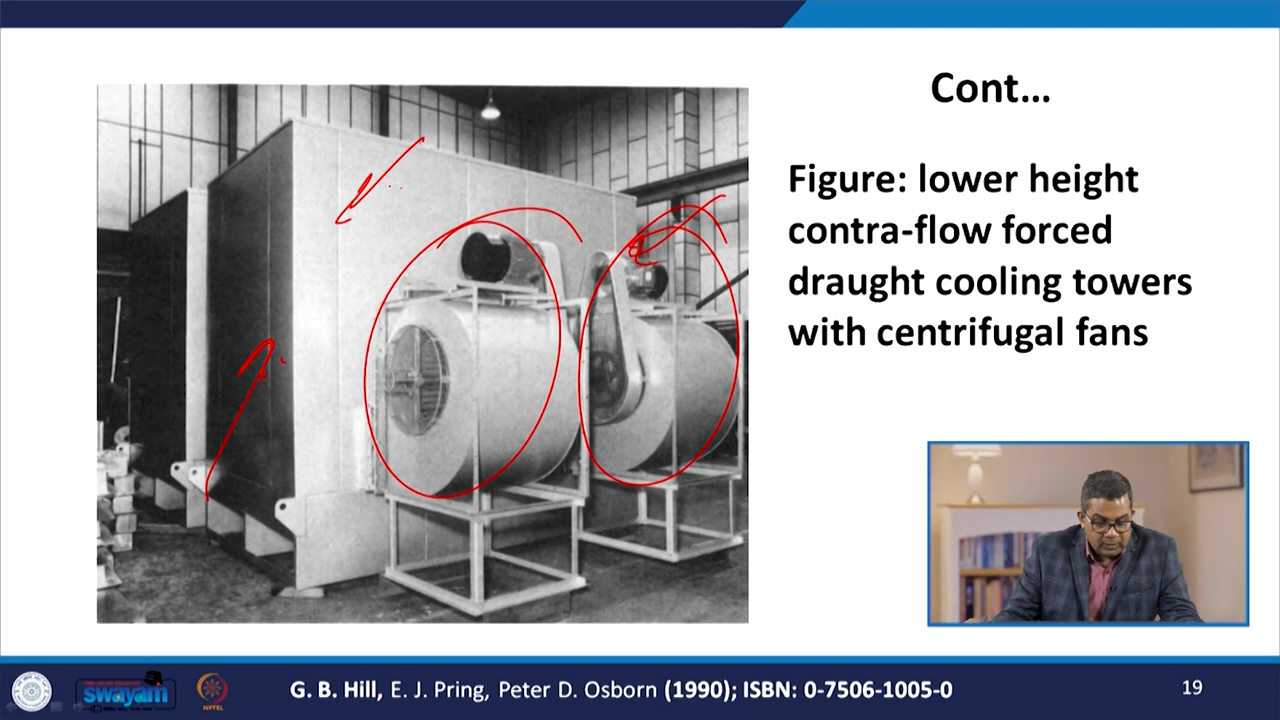 Cont...
Figure: lower height
contra-flow forced
draught cooling towers
with centrifugal fans
swayam
NPTEL
G. B. Hill, E. J. Pring, Peter D. Osborn (1990); ISBN: 0-7506-1005-0
19